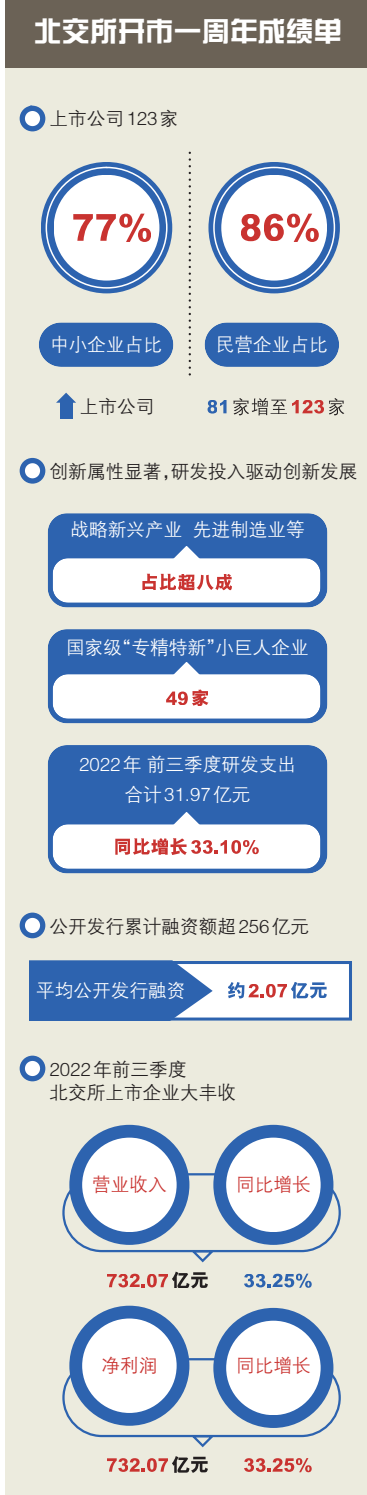 北交所开市一周年成绩单
上市公司123家
77% 86%
中小企业占比 民营企业占比
上市公司 81家增至123家
创新属性显著,研发投入驱动创新发展
战略新兴产业 先进制造业等
占比超八成
国家级“专精特新”小巨人企业
49家
2022年 前三季度研发支出
合计31.97亿元
同比增长33.10%
公开发行累计融资额超256亿元
平均公开发行融资 约2.07亿元
2022年前三季度
北交所上市企业大丰收
营业收入 同比增长
732.07亿元 33.25%
净利润 同比增长
732.07亿元 33.25%